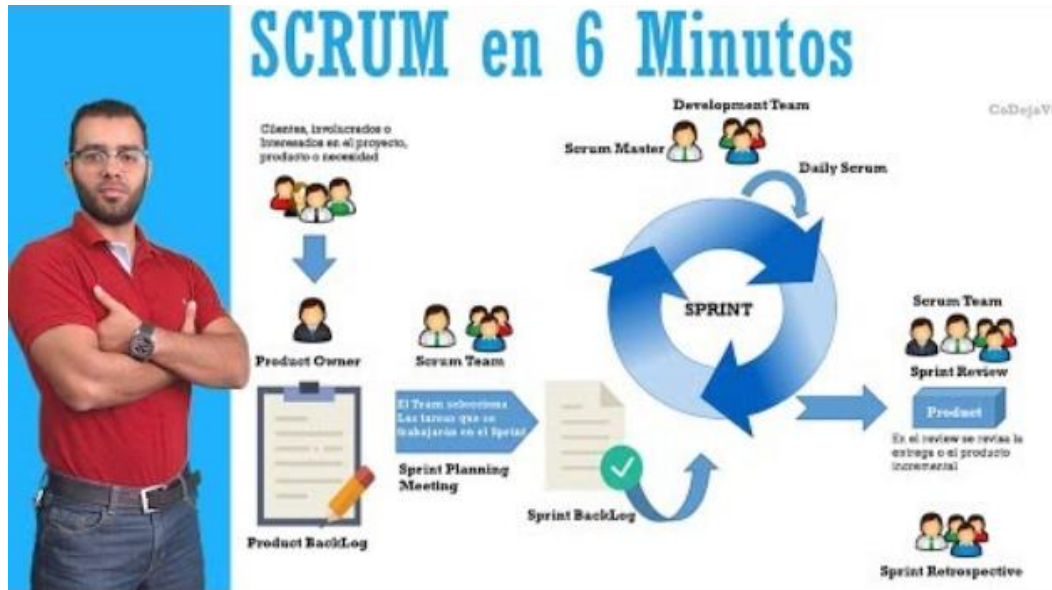 SCRUM en 6 Minutos
CoDejaV
Clientes, involucrados o
Interesados en el proyecto,
producto o necesidad
Product Owner
Product BackLog
Scrum Team
El Team selecciona
Las tareas que se
trabajarán en el Sprint
Sprint Planning
Meeting
Sprint BackLog
Development Team
Scrum Master
Daily Scrum
SPRINT
Scrum Team
Sprint Review
Product
En el review se revisa la
entrega o el producto
incremental
Sprint Retrospective